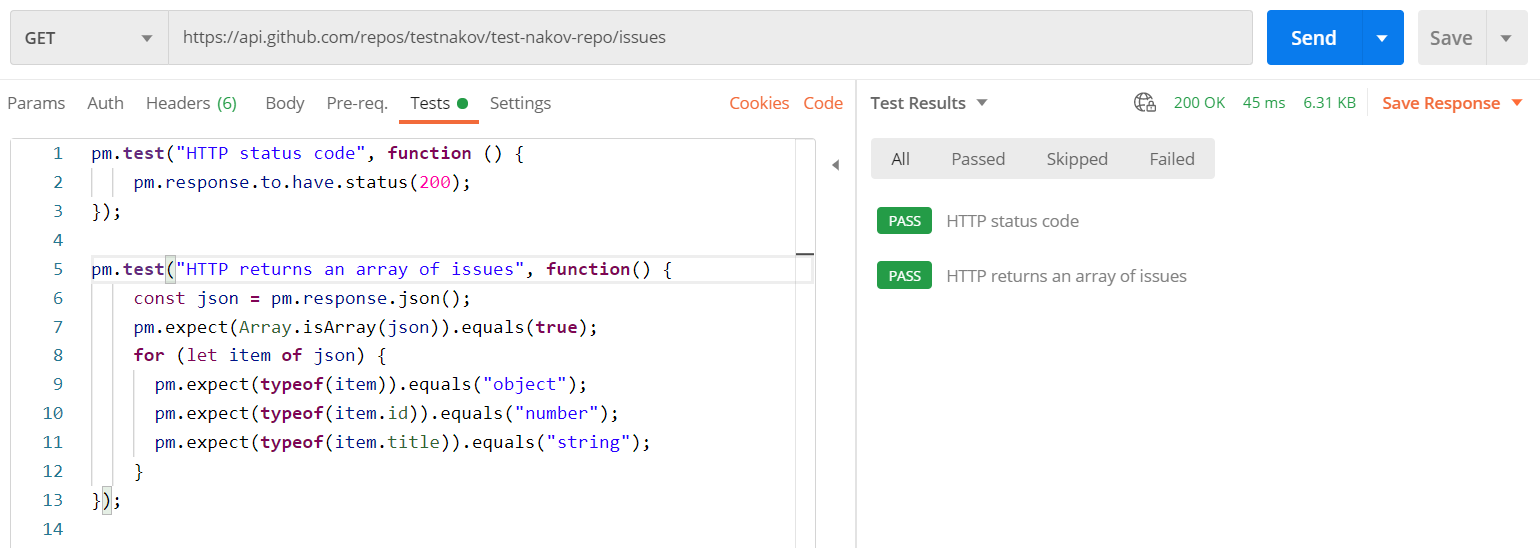 GET https://api.github.com/repos/testnakov/test-nakov-repo/issues Send Save
Params Auth Headers (6) Body Pre-req. Tests Settings Cookies Code
1 pm.test("HTTP status code", function () {
2 pm.response.to.have.status(200);
3 });
4
5 pm.test("HTTP returns an array of issues", function() {
6 const json = pm.response.json();
7 pm.expect(Array.isArray(json)).equals(true);
8 for (let item of json) {
9 pm.expect(typeof(item)).equals("object");
10 pm.expect(typeof(item.id)).equals("number");
11 pm.expect(typeof(item.title)).equals("string");
12 }
13 });
14
Test Results 200 OK 45 ms 6.31 KB Save Response
All Passed Skipped Failed
PASS HTTP status code
PASS HTTP returns an array of issues